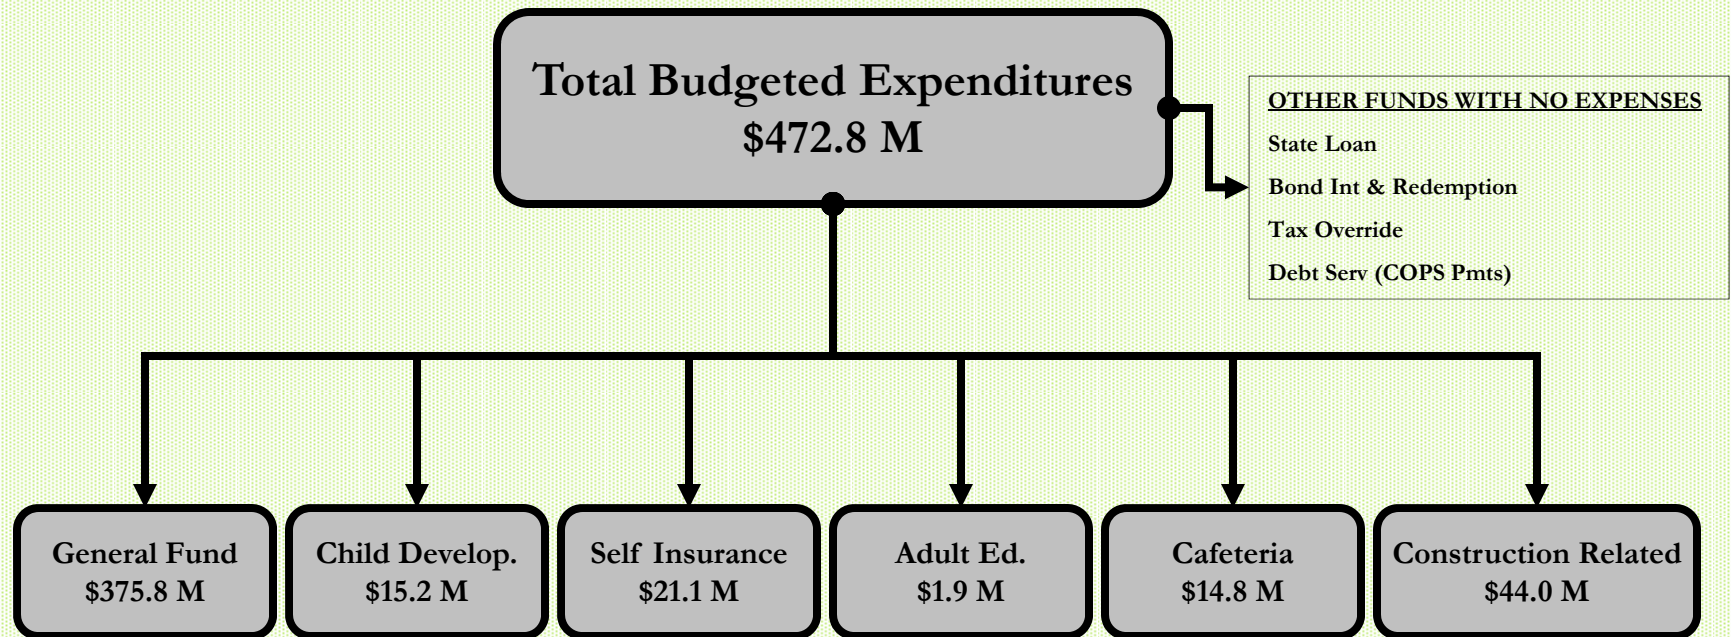 Total Budgeted Expenditures
$472.8 M
OTHER FUNDS WITH NO EXPENSES
State Loan
Bond Int & Redemption
Tax Override
Debt Serv (COPS Pmts)
General Fund
$375.8 M
Child Develop.
$15.2 M
Self Insurance
$21.1 M
Adult Ed.
$1.9 M
Cafeteria
$14.8 M
Construction Related
$44.0 M